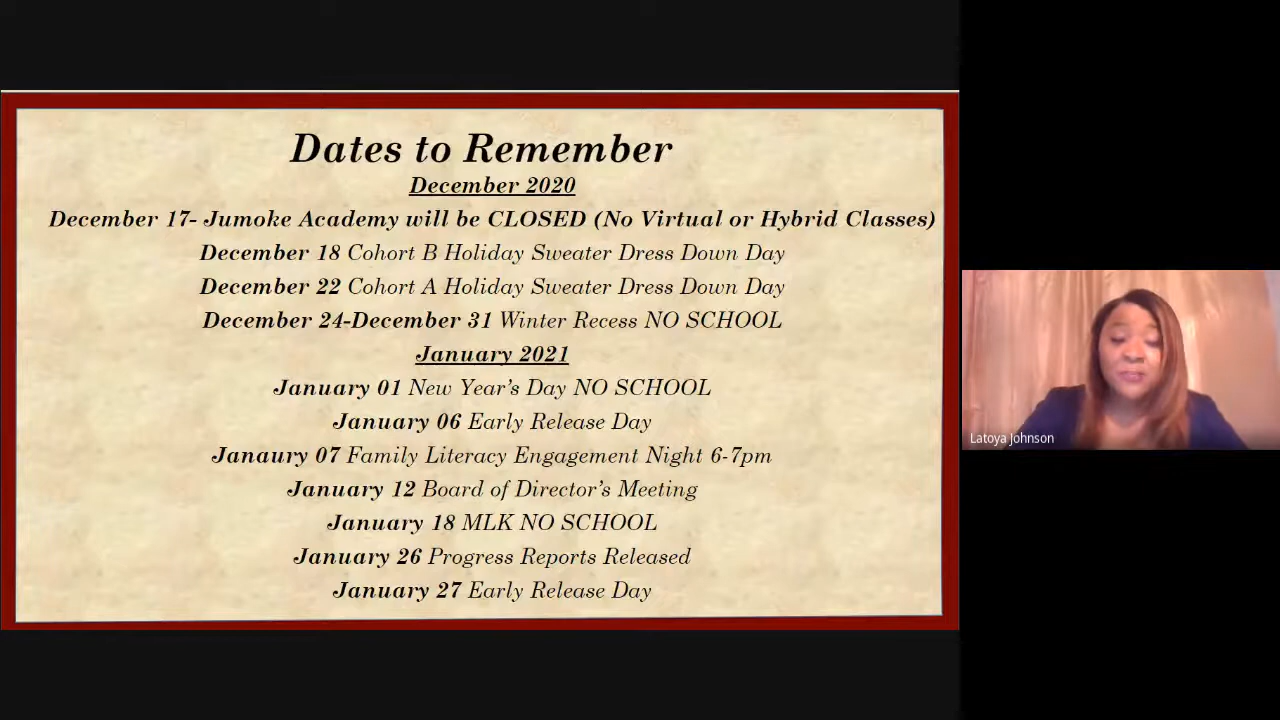 Dates to Remember
December 2020
December 17- Jumoke Academy will be CLOSED (No Virtual or Hybrid Classes)
December 18 Cohort B Holiday Sweater Dress Down Day
December 22 Cohort A Holiday Sweater Dress Down Day
December 24-December 31 Winter Recess NO SCHOOL
January 2021
January 01 New Year's Day NO SCHOOL
January 06 Early Release Day
Janaury 07 Family Literacy Engagement Night 6-7pm
January 12 Board of Director's Meeting
January 18 MLK NO SCHOOL
January 26 Progress Reports Released
January 27 Early Release Day
Latoya Johnson